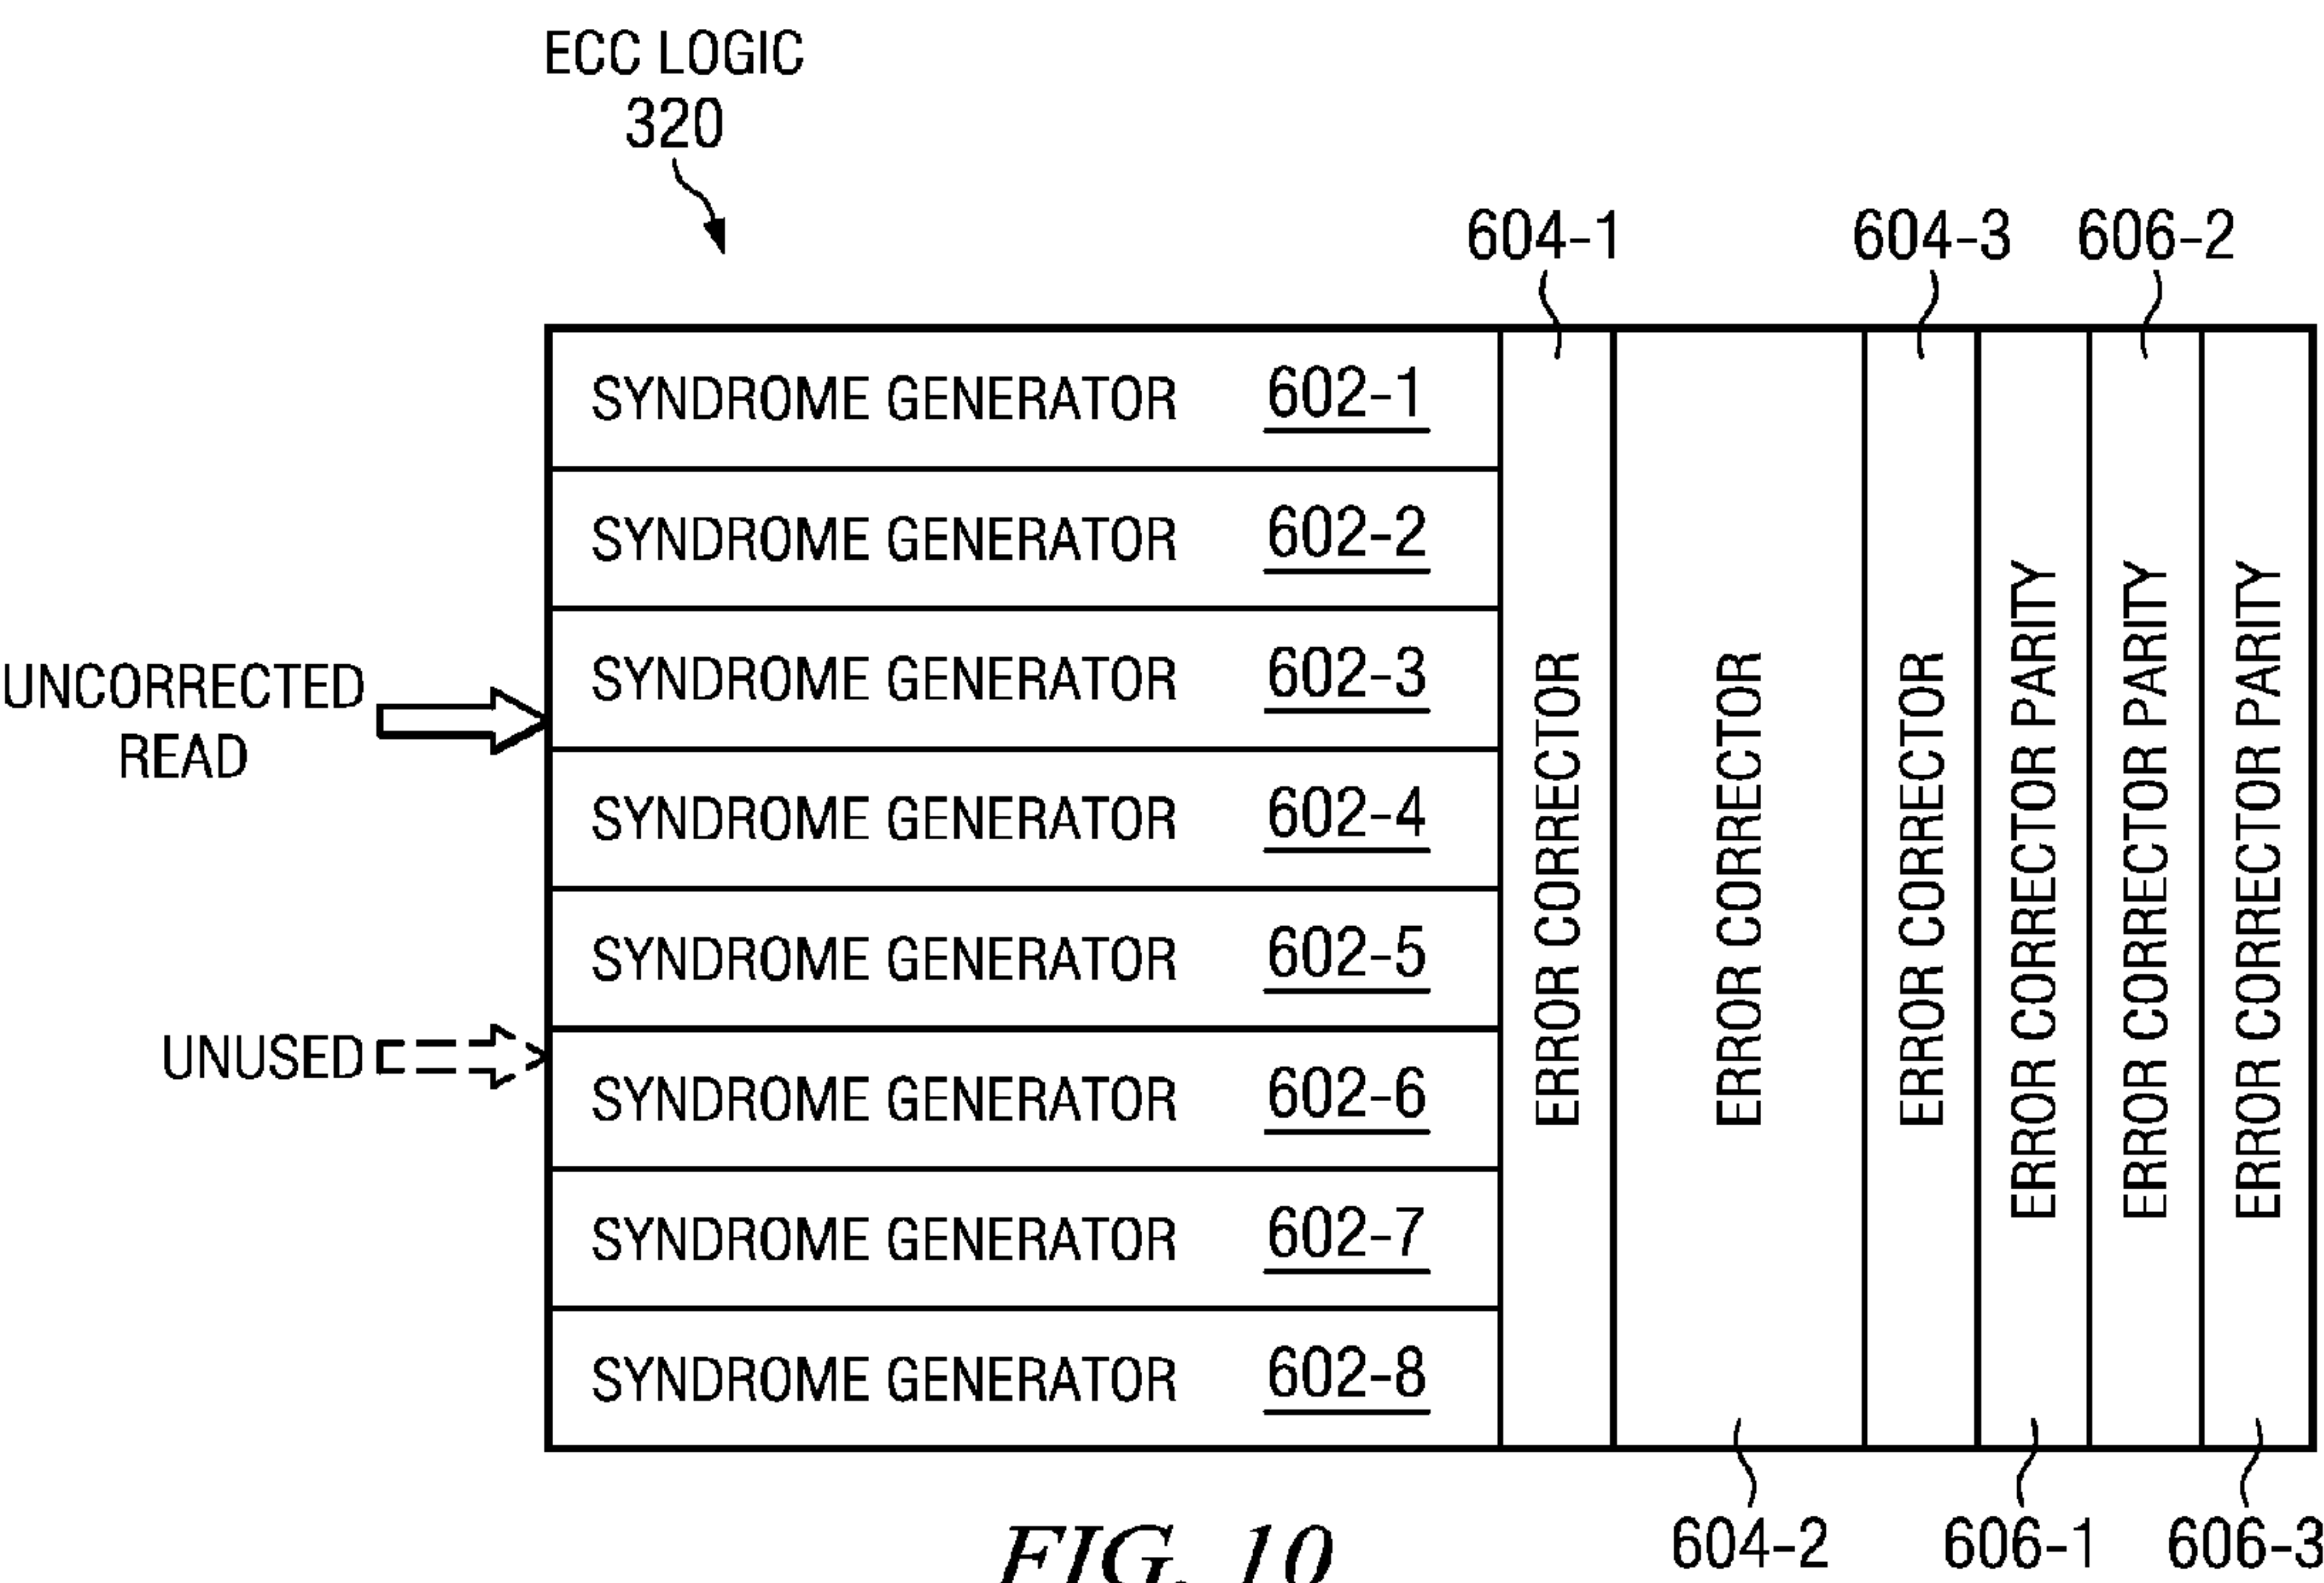 ECC LOGIC
320
604-1
604-3
606-2
SYNDROME GENERATOR 602-1
SYNDROME GENERATOR 602-2
SYNDROME GENERATOR 602-3
SYNDROME GENERATOR 602-4
SYNDROME GENERATOR 602-5
SYNDROME GENERATOR 602-6
SYNDROME GENERATOR 602-7
SYNDROME GENERATOR 602-8
UNCORRECTED
READ
UNUSED
ERROR CORRECTOR
ERROR CORRECTOR
ERROR CORRECTOR
ERROR CORRECTOR PARITY
ERROR CORRECTOR PARITY
ERROR CORRECTOR PARITY
604-2
606-1
606-3
FIG. 10